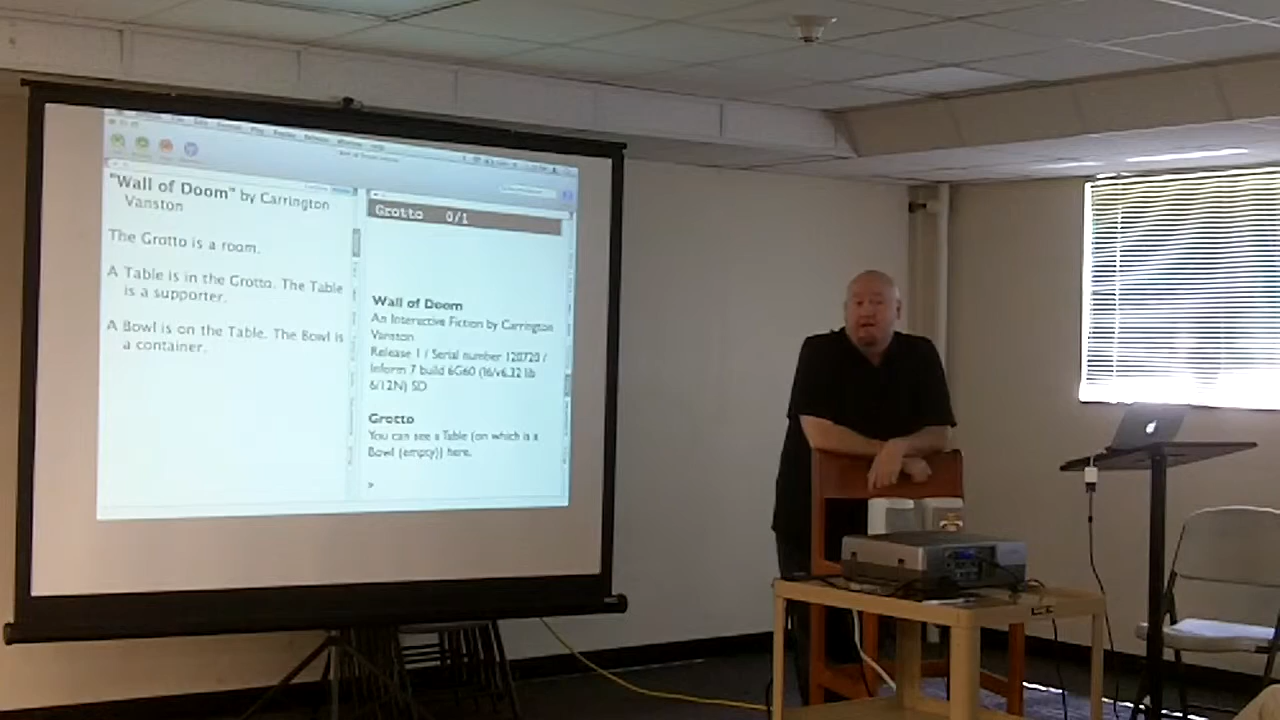 "Wall of Doom" by Carrington
Vanston
The Grotto is a room.
A Table is in the Grotto. The Table
is a supporter.
A Bowl is on the Table. The Bowl is
a container.
Grotto 0/1
Wall of Doom
An Interactive Fiction by Carrington
Vanston
Release 1 / Serial number 120720 /
Inform 7 build 6G60 (I6/v6.32 lib
6/12N) SD
Grotto
You can see a Table (on which is a
Bowl (empty)) here.
>